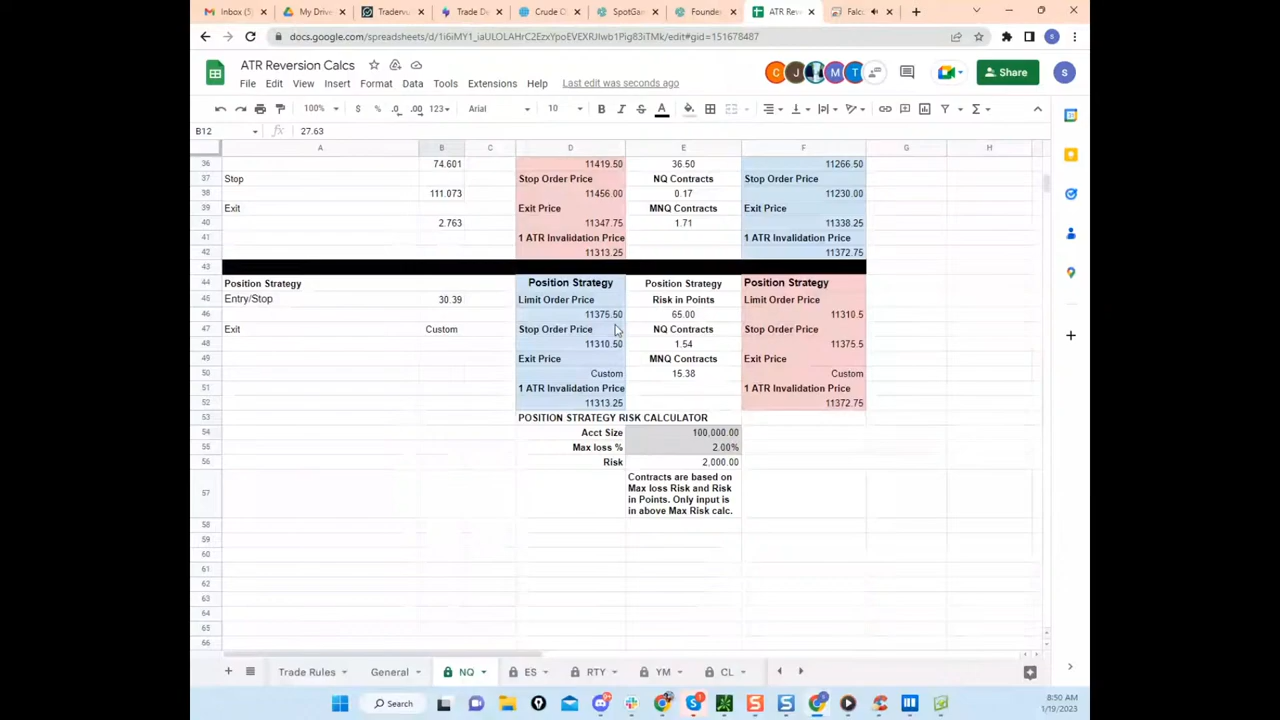 Inbox (5)
My Driv
Tradervu
Trade De
Crude O
SpotGan
Founde
ATR Rev
Falco
docs.google.com/spreadsheets/d/1i6iMY1_iaULOLAHrC2EzxYpoEVEXRJIwb1Pig83iTMk/edit#gid=151678487
ATR Reversion Calcs
File Edit View Insert Format Data Tools Extensions Help Last edit was seconds ago
Share
100% $ % .0 .00 123 Arial 10
B12 27.63
A B C D E F G H
36 74.601 11419.50 36.50 11266.50
37 Stop Stop Order Price NQ Contracts Stop Order Price
38 111.073 11456.00 0.17 11230.00
39 Exit Exit Price MNQ Contracts Exit Price
40 2.763 11347.75 1.71 11338.25
41 1 ATR Invalidation Price 1 ATR Invalidation Price
42 11313.25 11372.75
43
44 Position Strategy Position Strategy Position Strategy Position Strategy
45 Entry/Stop 30.39 Limit Order Price Risk in Points Limit Order Price
46 11375.50 65.00 11310.5
47 Exit Custom Stop Order Price NQ Contracts Stop Order Price
48 11310.50 1.54 11375.5
49 Exit Price MNQ Contracts Exit Price
50 Custom 15.38 Custom
51 1 ATR Invalidation Price 1 ATR Invalidation Price
52 11313.25 11372.75
53 POSITION STRATEGY RISK CALCULATOR
54 Acct Size 100,000.00
55 Max loss % 2.00%
56 Risk 2,000.00
57 Contracts are based on
Max loss Risk and Risk
in Points. Only input is
in above Max Risk calc.
58
59
60
61
62
63
64
65
66
Trade Rules General NQ ES RTY YM CL
Search
8:50 AM
1/19/2023